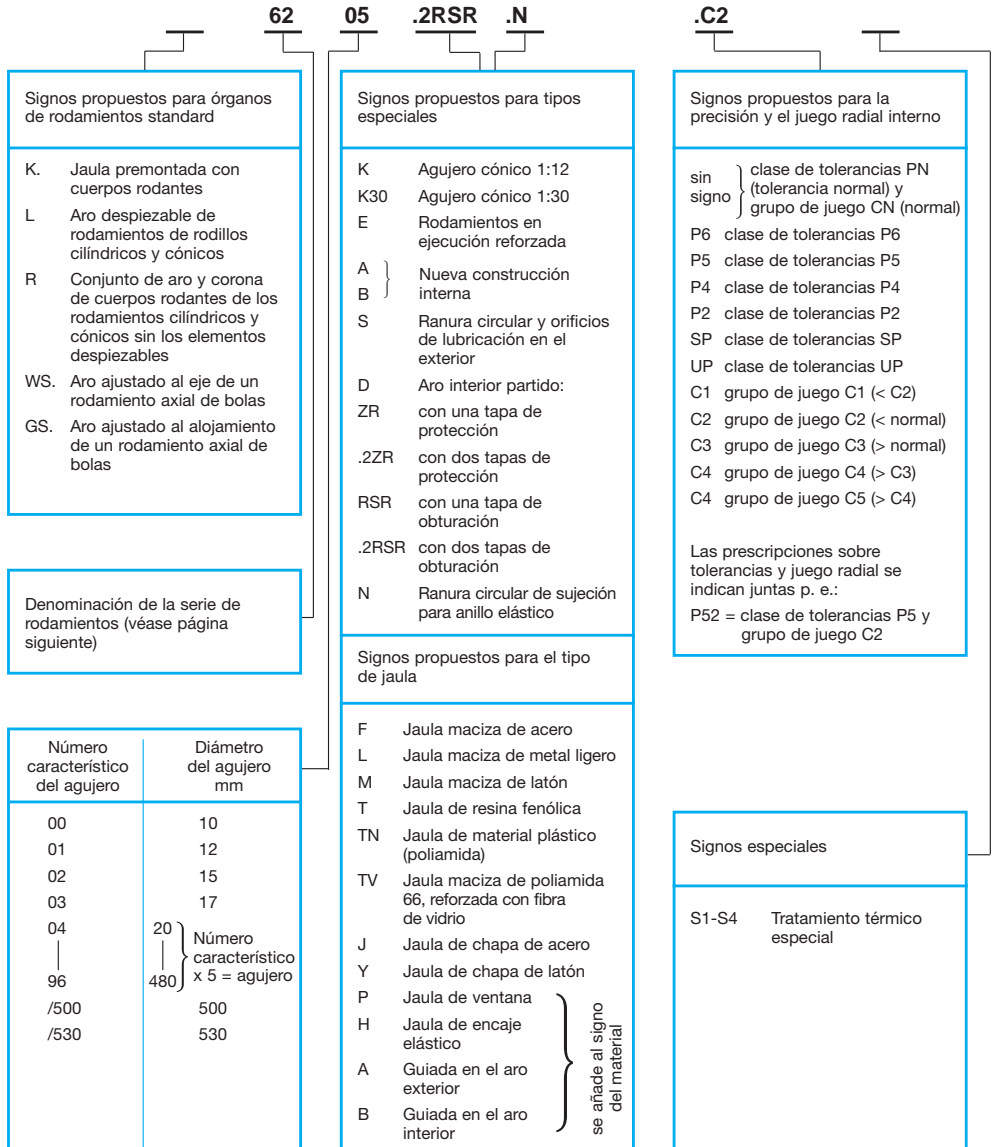 62 05 .2RSR .N .C2
Signos propuestos para órganos
de rodamientos standard
K. Jaula premontada con
cuerpos rodantes
L Aro despiezable de
rodamientos de rodillos
cilíndricos y cónicos
R Conjunto de aro y corona
de cuerpos rodantes de los
rodamientos cilíndricos y
cónicos sin los elementos
despiezables
WS. Aro ajustado al eje de un
rodamiento axial de bolas
GS. Aro ajustado al alojamiento
de un rodamiento axial de
bolas
Denominación de la serie de
rodamientos (véase página
siguiente)
Número
característico
del agujero
Diámetro
del agujero
mm
00 10
01 12
02 15
03 17
04 20
96 480
Número
característico
x 5 = agujero
/500 500
/530 530
Signos propuestos para tipos
especiales
K Agujero cónico 1:12
K30 Agujero cónico 1:30
E Rodamientos en
ejecución reforzada
A
B
Nueva construcción
interna
S Ranura circular y orificios
de lubricación en el
exterior
D Aro interior partido:
ZR con una tapa de
protección
.2ZR con dos tapas de
protección
RSR con una tapa de
obturación
.2RSR con dos tapas de
obturación
N Ranura circular de sujeción
para anillo elástico
Signos propuestos para el tipo
de jaula
F Jaula maciza de acero
L Jaula maciza de metal ligero
M Jaula maciza de latón
T Jaula de resina fenólica
TN Jaula de material plástico
(poliamida)
TV Jaula maciza de poliamida
66, reforzada con fibra
de vidrio
J Jaula de chapa de acero
Y Jaula de chapa de latón
P Jaula de ventana
H Jaula de encaje
elástico
A Guiada en el aro
exterior
B Guiada en el aro
interior
se añade al signo
del material
Signos propuestos para la
precisión y el juego radial interno
sin
signo
clase de tolerancias PN
(tolerancia normal) y
grupo de juego CN (normal)
P6 clase de tolerancias P6
P5 clase de tolerancias P5
P4 clase de tolerancias P4
P2 clase de tolerancias P2
SP clase de tolerancias SP
UP clase de tolerancias UP
C1 grupo de juego C1 (< C2)
C2 grupo de juego C2 (< normal)
C3 grupo de juego C3 (> normal)
C4 grupo de juego C4 (> C3)
C4 grupo de juego C5 (> C4)
Las prescripciones sobre
tolerancias y juego radial se
indican juntas p. e.:
P52 = clase de tolerancias P5 y
grupo de juego C2
Signos especiales
S1-S4 Tratamiento térmico
especial